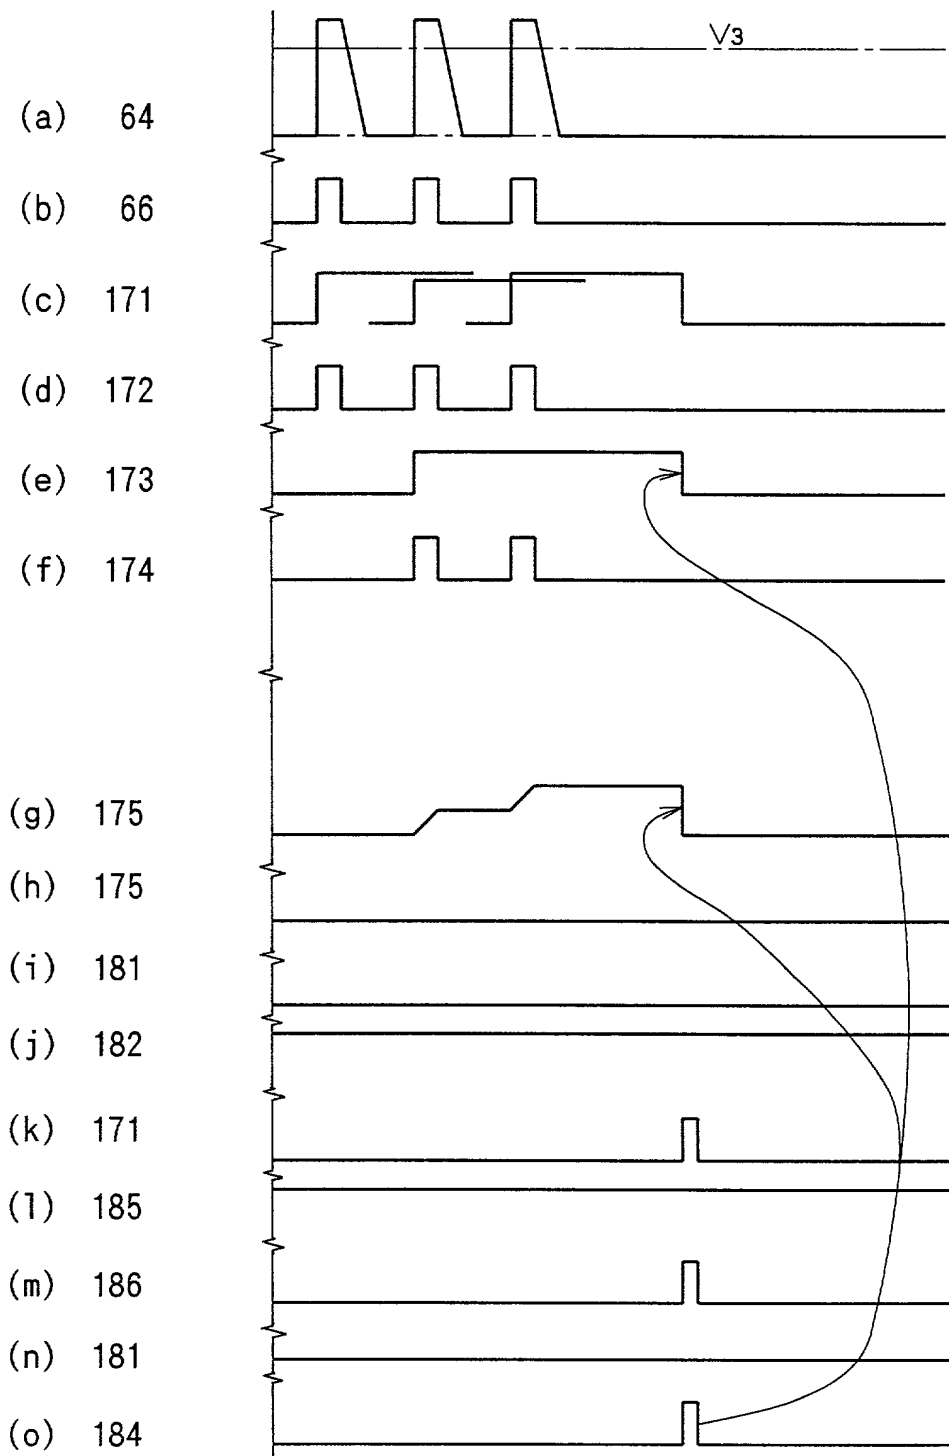 V3
(a) 64
(b) 66
(c) 171
(d) 172
(e) 173
(f) 174
(g) 175
(h) 175
(i) 181
(j) 182
(k) 171
(l) 185
(m) 186
(n) 181
(o) 184